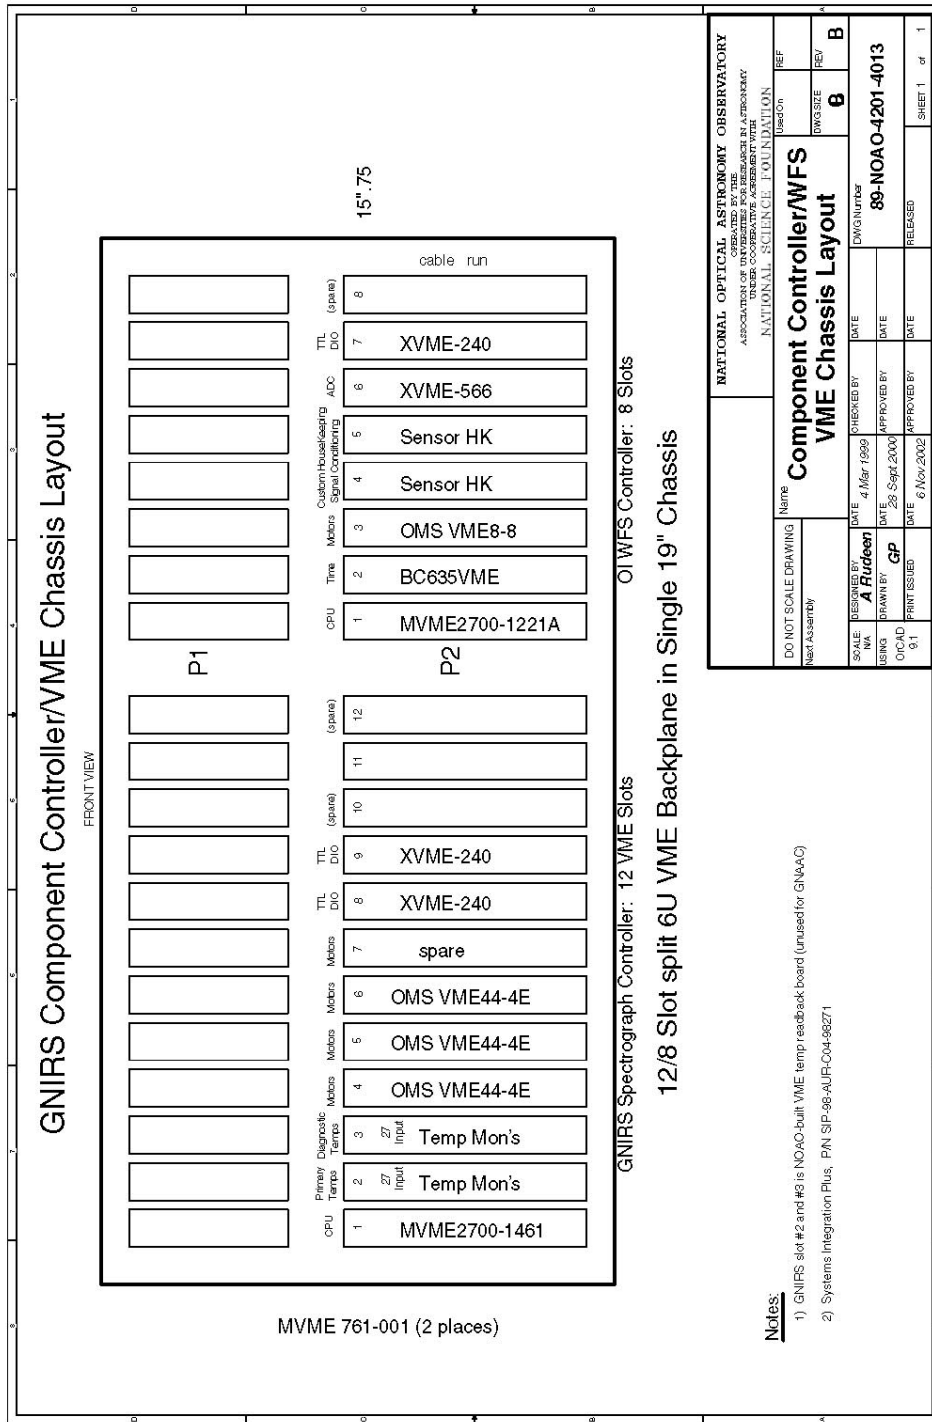 GNIRS Component Controller/VME Chassis Layout
FRONT VIEW
P1
P2
MVME 761-001 (2 places)
15".75
cable run
CPU
1
MVME2700-1461
Primary Temps
2
27 Input
Temp Mon's
Diagnostic Temps
3
27 Input
Temp Mon's
Motors
4
OMS VME44-4E
Motors
5
OMS VME44-4E
Motors
6
OMS VME44-4E
Motors
7
spare
TTL DIO
8
XVME-240
TTL DIO
9
XVME-240
(spare)
10
11
(spare)
12
CPU
1
MVME2700-1221A
Time
2
BC635VME
Motors
3
OMS VME8-8
Custom HouseKeeping
Signal Conditioning
4
Sensor HK
5
Sensor HK
ADC
6
XVME-566
TTL DIO
7
XVME-240
(spare)
8
GNIRS Spectrograph Controller: 12 VME Slots
OI WFS Controller: 8 Slots
12/8 Slot split 6U VME Backplane in Single 19" Chassis
Notes:
1) GNIRS slot #2 and #3 is NOAO-built VME temp readback board (unused for GNAAC)
2) Systems Integration Plus, P/N SIP-98-AUR-C04-98271
NATIONAL OPTICAL ASTRONOMY OBSERVATORY
OPERATED BY THE
ASSOCIATION OF UNIVERSITIES FOR RESEARCH IN ASTRONOMY
UNDER COOPERATIVE AGREEMENT WITH
NATIONAL SCIENCE FOUNDATION
DO NOT SCALE DRAWING
Next Assembly
Name
Component Controller/WFS
VME Chassis Layout
Used On
REF
DWG SIZE
B
REV
B
SCALE:
N/A
DESIGNED BY
A Rudeen
DATE
4 Mar 1999
CHECKED BY
DATE
DWG Number
89-NOAO-4201-4013
USING
OrCAD
9.1
DRAWN BY
GP
DATE
28 Sept 2000
APPROVED BY
DATE
PRINT ISSUED
DATE
6 Nov 2002
APPROVED BY
RELEASED
SHEET 1 of 1